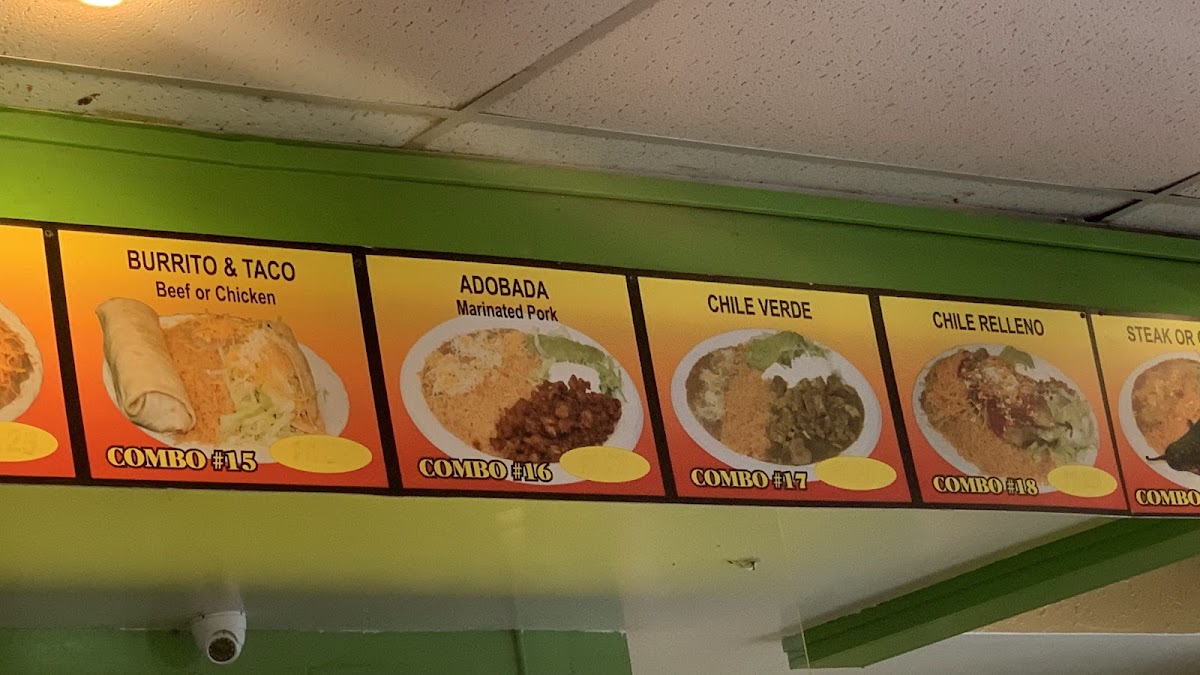 BURRITO & TACO
Beef or Chicken
COMBO #15
ADOBADA
Marinated Pork
COMBO #16
CHILE VERDE
COMBO #17
CHILE RELLENO
COMBO #18
STEAK OR
COMBO